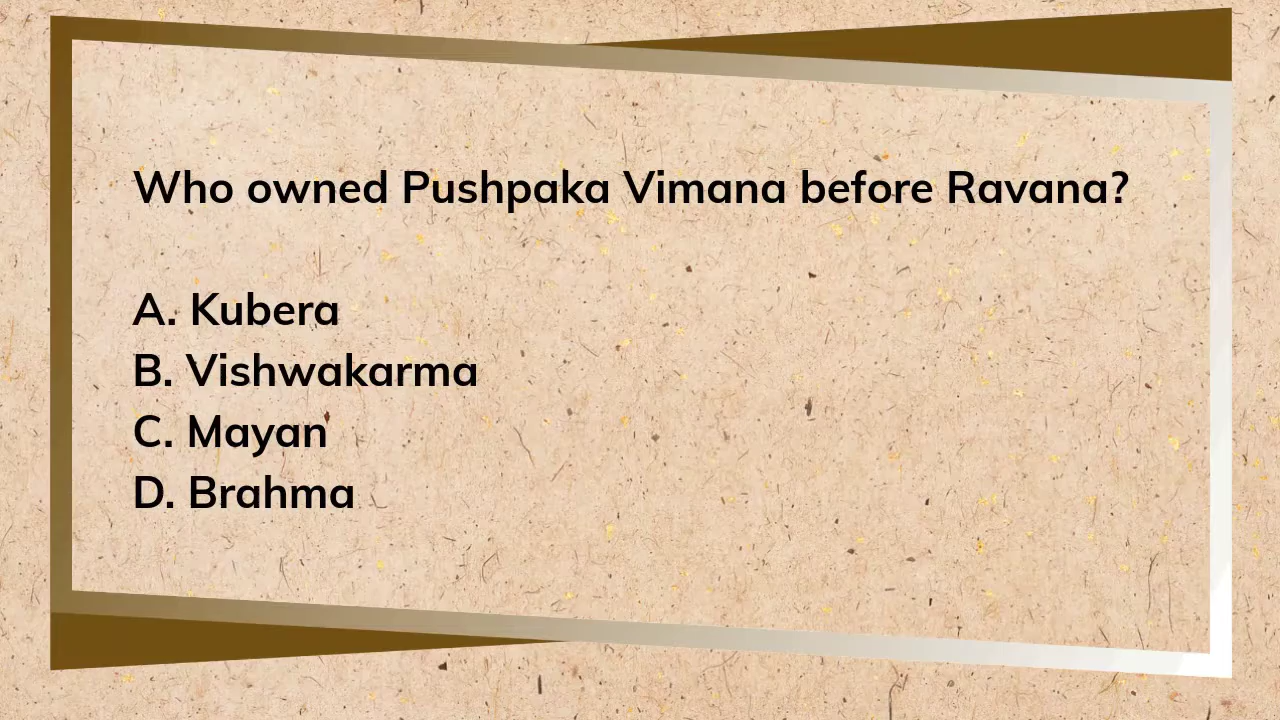 Who owned Pushpaka Vimana before Ravana?
A. Kubera
B. Vishwakarma
C. Mayan
D. Brahma